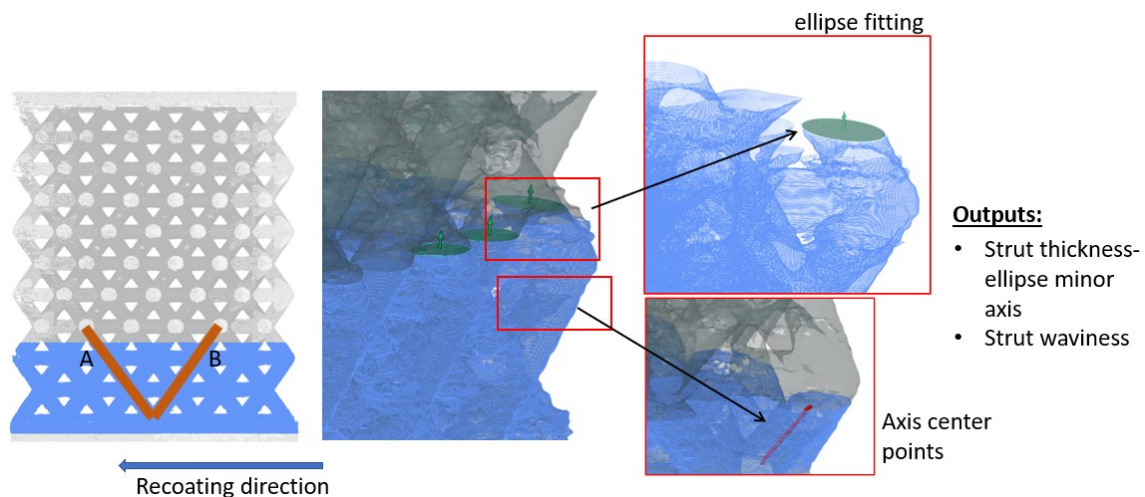 ellipse fitting
A
B
Recoating direction
Axis center
points
Outputs:
• Strut thickness-
ellipse minor
axis
• Strut waviness